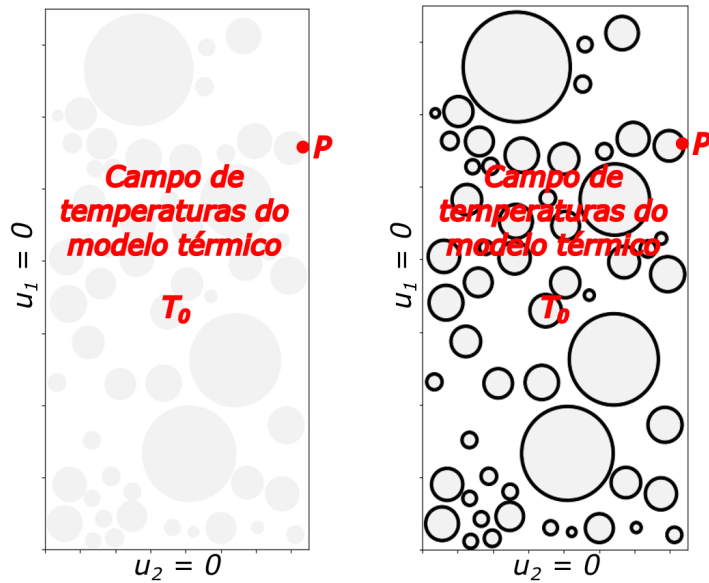 P
Campo de
temperaturas do
modelo térmico
T₀
u₁ = 0
u₂ = 0
P
Campo de
temperaturas do
modelo térmico
T₀
u₁ = 0
u₂ = 0